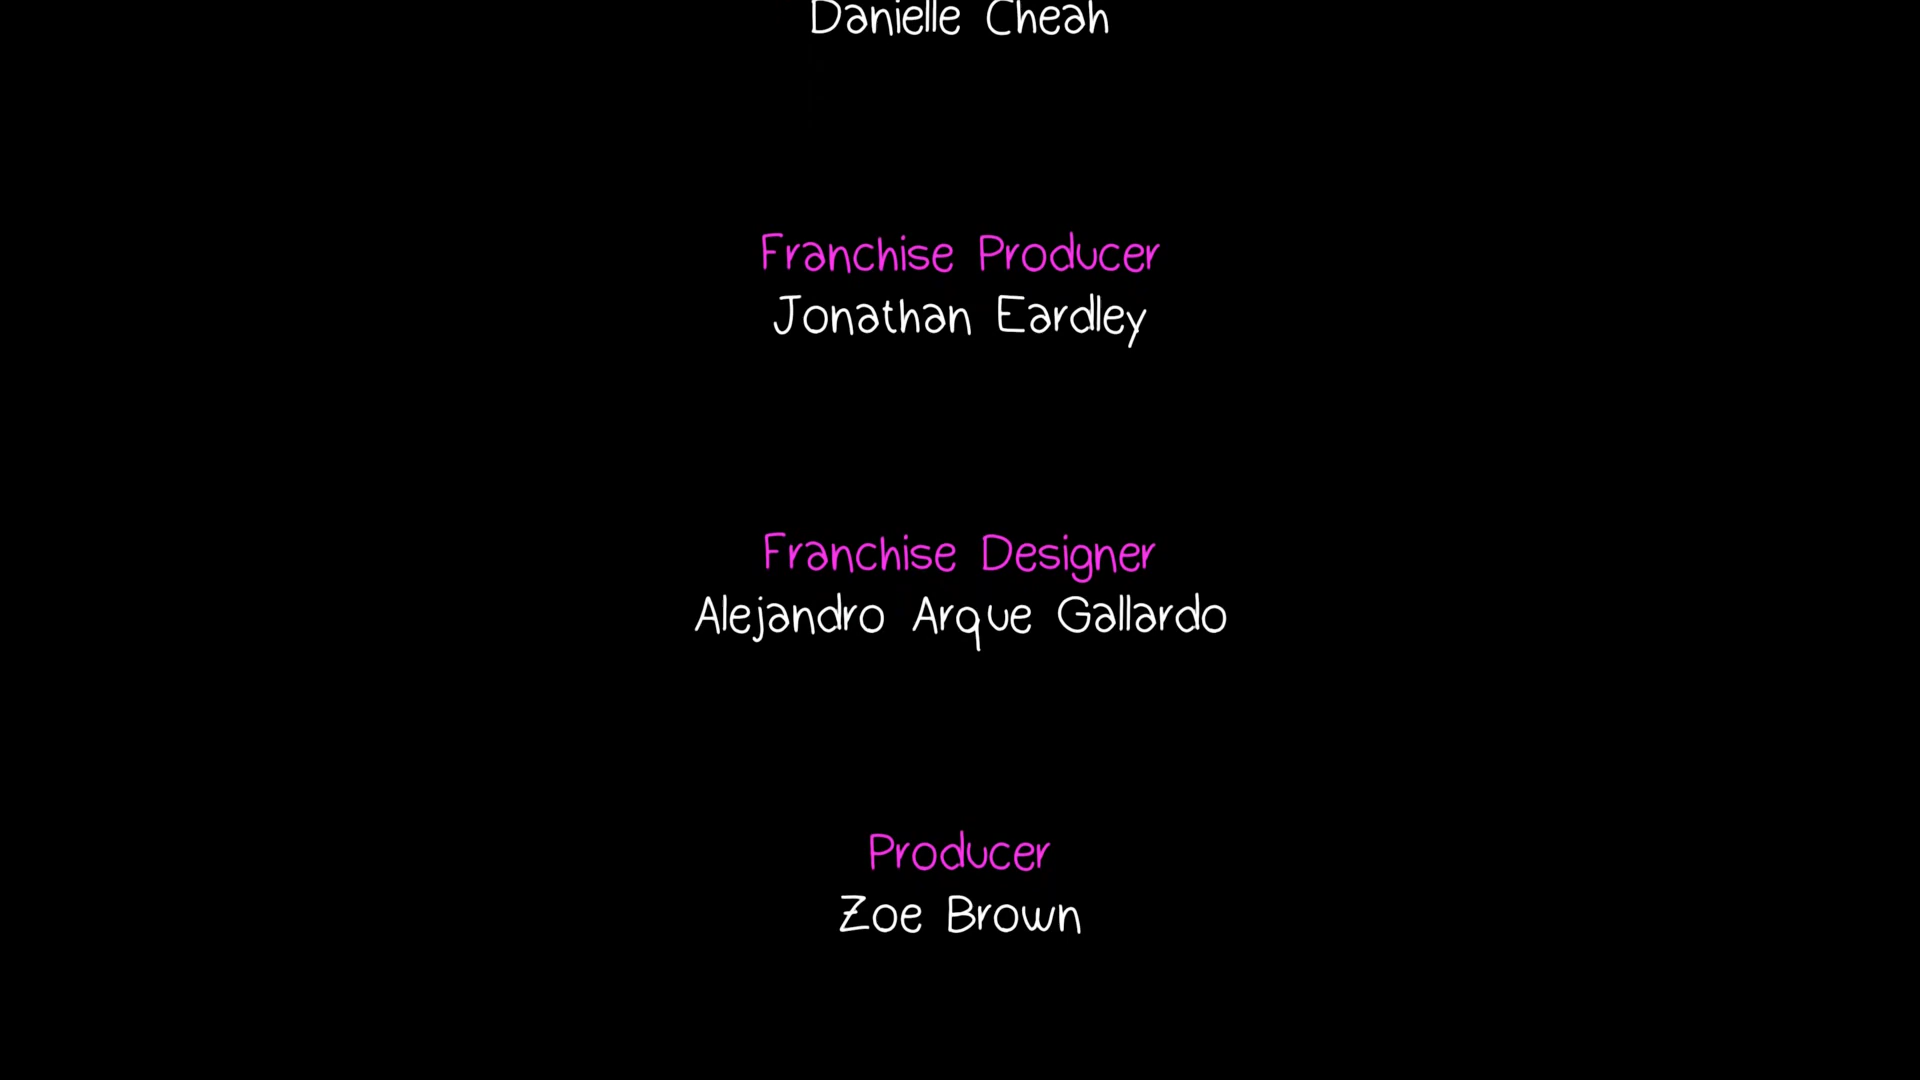 Danielle Cheah
Franchise Producer
Jonathan Eardley
Franchise Designer
Alejandro Arque Gallardo
Producer
Zoe Brown